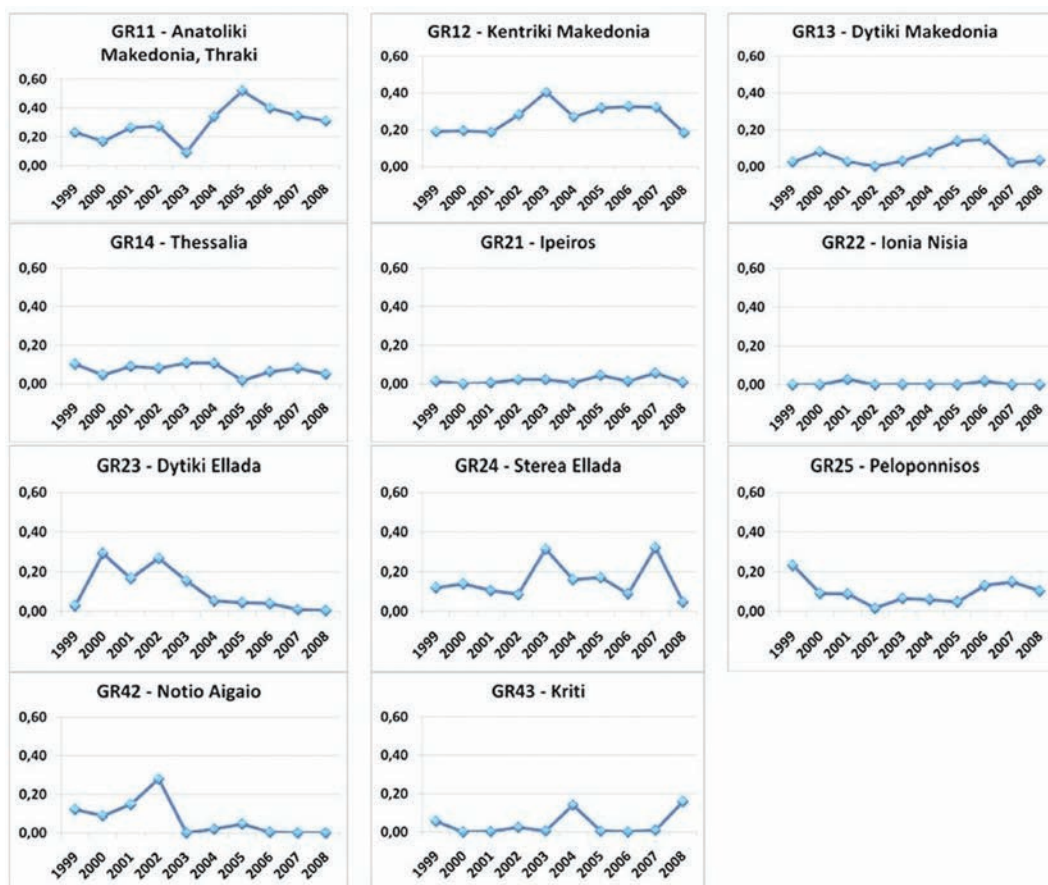 GR11 - Anatoliki
Makedonia, Thraki
0,60
0,40
0,20
0,00
1999 2000 2001 2002 2003 2004 2005 2006 2007 2008
GR12 - Kentriki Makedonia
0,60
0,40
0,20
0,00
1999 2000 2001 2002 2003 2004 2005 2006 2007 2008
GR13 - Dytiki Makedonia
0,60
0,40
0,20
0,00
1999 2000 2001 2002 2003 2004 2005 2006 2007 2008
GR14 - Thessalia
0,60
0,40
0,20
0,00
1999 2000 2001 2002 2003 2004 2005 2006 2007 2008
GR21 - Ipeiros
0,60
0,40
0,20
0,00
1999 2000 2001 2002 2003 2004 2005 2006 2007 2008
GR22 - Ionia Nisia
0,60
0,40
0,20
0,00
1999 2000 2001 2002 2003 2004 2005 2006 2007 2008
GR23 - Dytiki Ellada
0,60
0,40
0,20
0,00
1999 2000 2001 2002 2003 2004 2005 2006 2007 2008
GR24 - Sterea Ellada
0,60
0,40
0,20
0,00
1999 2000 2001 2002 2003 2004 2005 2006 2007 2008
GR25 - Peloponnisos
0,60
0,40
0,20
0,00
1999 2000 2001 2002 2003 2004 2005 2006 2007 2008
GR42 - Notio Aigaio
0,60
0,40
0,20
0,00
1999 2000 2001 2002 2003 2004 2005 2006 2007 2008
GR43 - Kriti
0,60
0,40
0,20
0,00
1999 2000 2001 2002 2003 2004 2005 2006 2007 2008